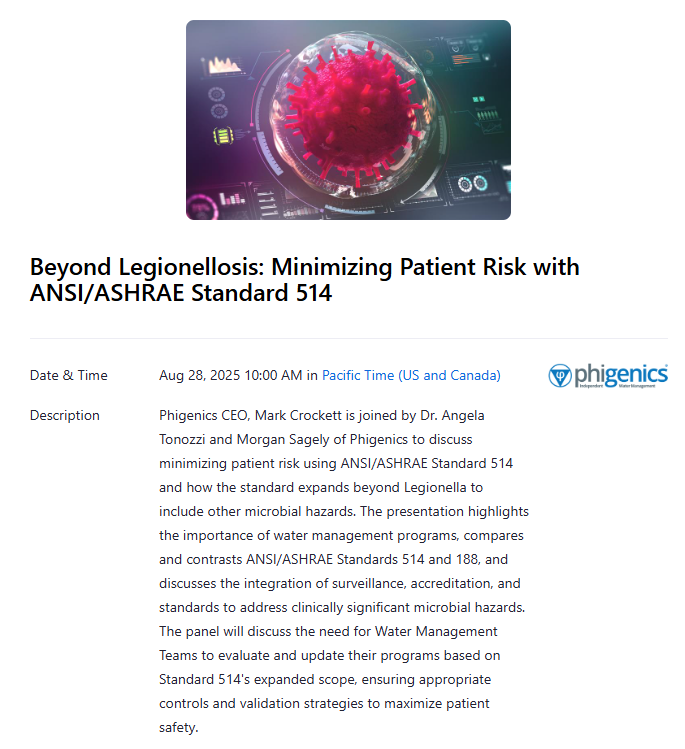 Beyond Legionellosis: Minimizing Patient Risk with
ANSI/ASHRAE Standard 514
Date & Time
Aug 28, 2025 10:00 AM in Pacific Time (US and Canada)
phigenics
Independent Water Management
Description
Phigenics CEO, Mark Crockett is joined by Dr. Angela
Tonozzi and Morgan Sagely of Phigenics to discuss
minimizing patient risk using ANSI/ASHRAE Standard 514
and how the standard expands beyond Legionella to
include other microbial hazards. The presentation highlights
the importance of water management programs, compares
and contrasts ANSI/ASHRAE Standards 514 and 188, and
discusses the integration of surveillance, accreditation, and
standards to address clinically significant microbial hazards.
The panel will discuss the need for Water Management
Teams to evaluate and update their programs based on
Standard 514's expanded scope, ensuring appropriate
controls and validation strategies to maximize patient
safety.